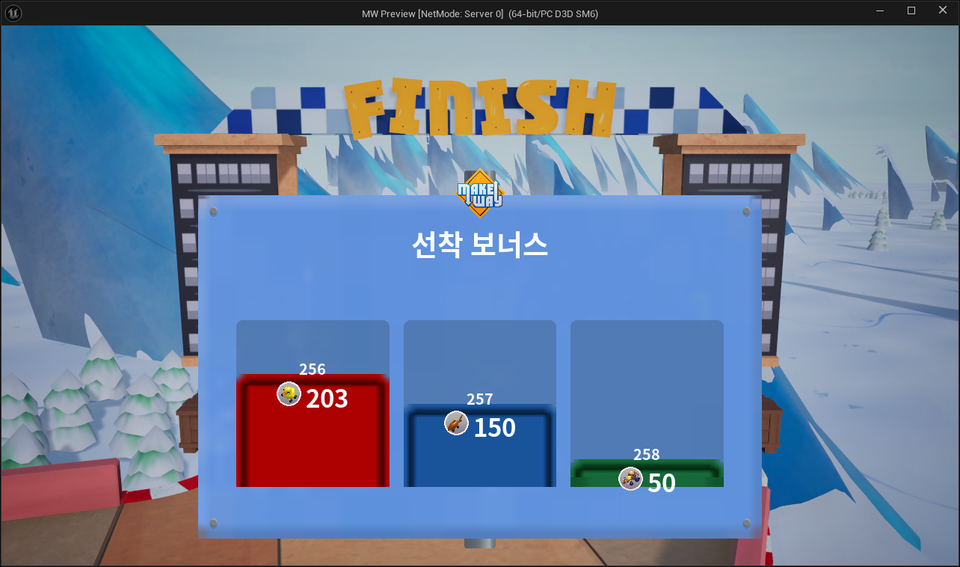 MW Preview [NetMode: Server 0] (64-bit/PC D3D SM6)
FINISH
MAKE WAY
선착 보너스
256
203
257
150
258
50